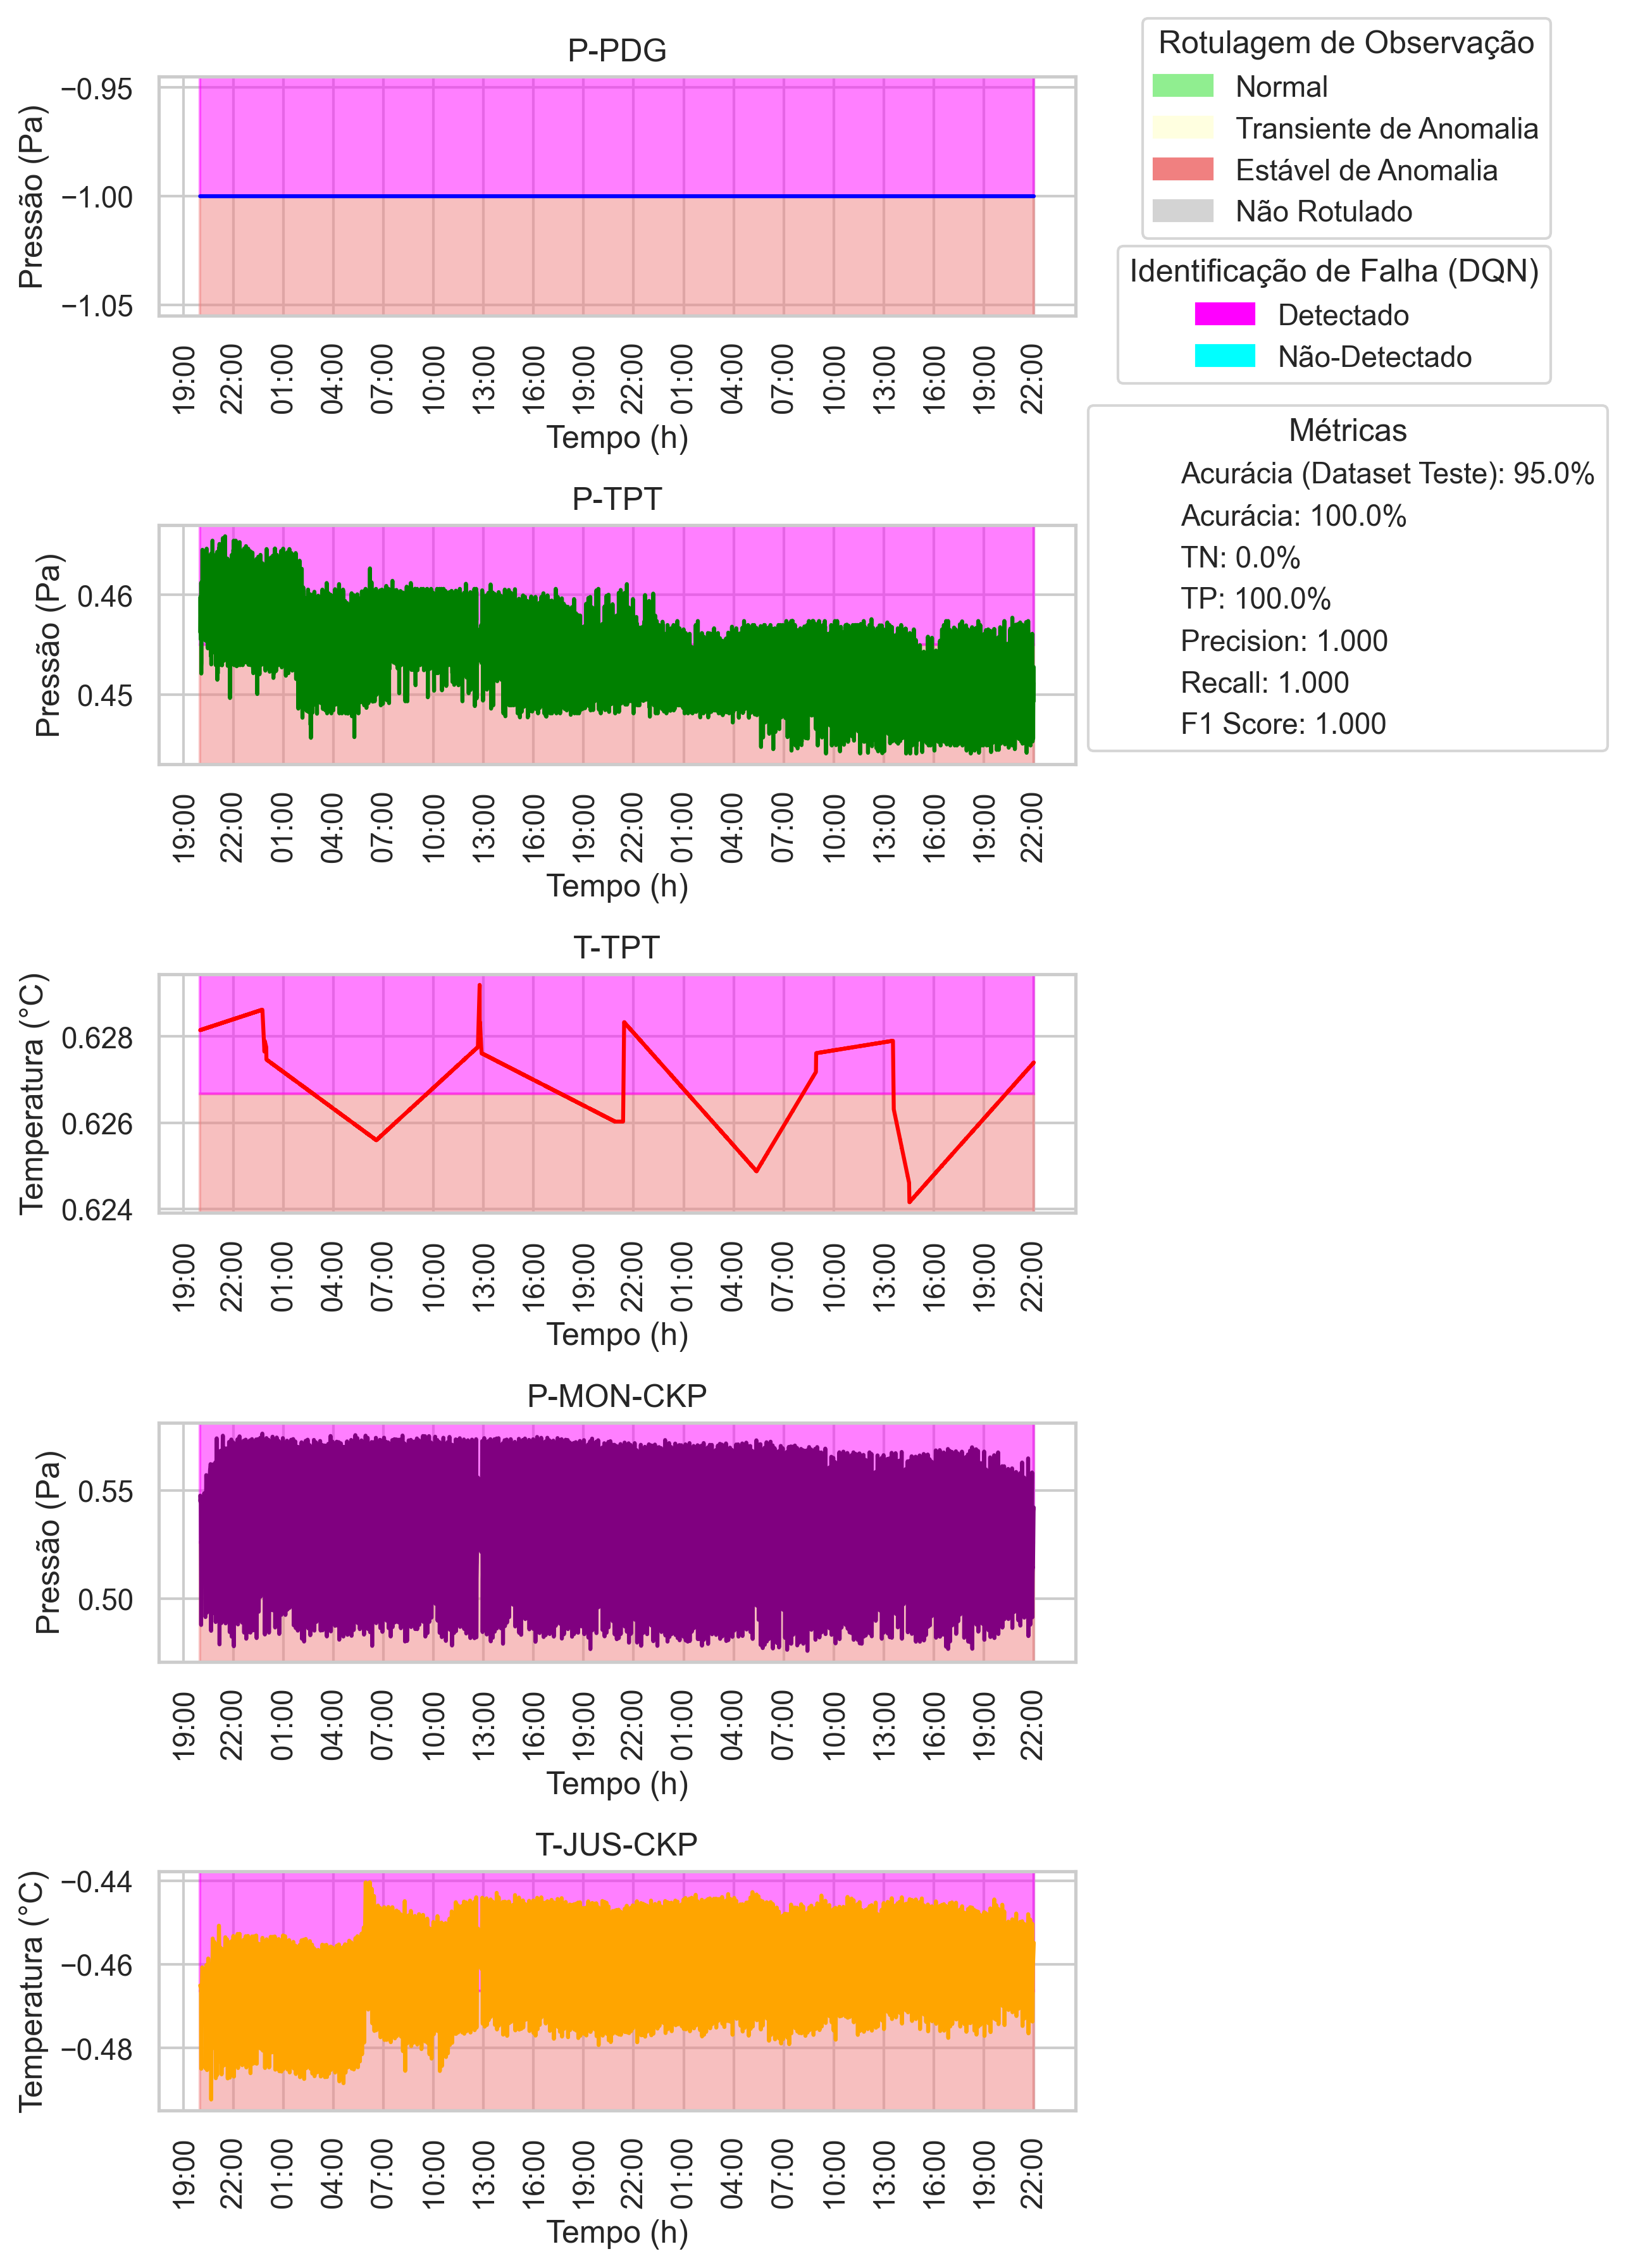 P-PDG
Pressão (Pa)
−0.95
−1.00
−1.05
19:00 22:00 01:00 04:00 07:00 10:00 13:00 16:00 19:00 22:00 01:00 04:00 07:00 10:00 13:00 16:00 19:00 22:00
Tempo (h)
Rotulagem de Observação
Normal
Transiente de Anomalia
Estável de Anomalia
Não Rotulado
Identificação de Falha (DQN)
Detectado
Não-Detectado
Métricas
Acurácia (Dataset Teste): 95.0%
Acurácia: 100.0%
TN: 0.0%
TP: 100.0%
Precision: 1.000
Recall: 1.000
F1 Score: 1.000
P-TPT
Pressão (Pa)
0.46
0.45
19:00 22:00 01:00 04:00 07:00 10:00 13:00 16:00 19:00 22:00 01:00 04:00 07:00 10:00 13:00 16:00 19:00 22:00
Tempo (h)
T-TPT
Temperatura (°C)
0.628
0.626
0.624
19:00 22:00 01:00 04:00 07:00 10:00 13:00 16:00 19:00 22:00 01:00 04:00 07:00 10:00 13:00 16:00 19:00 22:00
Tempo (h)
P-MON-CKP
Pressão (Pa)
0.55
0.50
19:00 22:00 01:00 04:00 07:00 10:00 13:00 16:00 19:00 22:00 01:00 04:00 07:00 10:00 13:00 16:00 19:00 22:00
Tempo (h)
T-JUS-CKP
Temperatura (°C)
−0.44
−0.46
−0.48
19:00 22:00 01:00 04:00 07:00 10:00 13:00 16:00 19:00 22:00 01:00 04:00 07:00 10:00 13:00 16:00 19:00 22:00
Tempo (h)